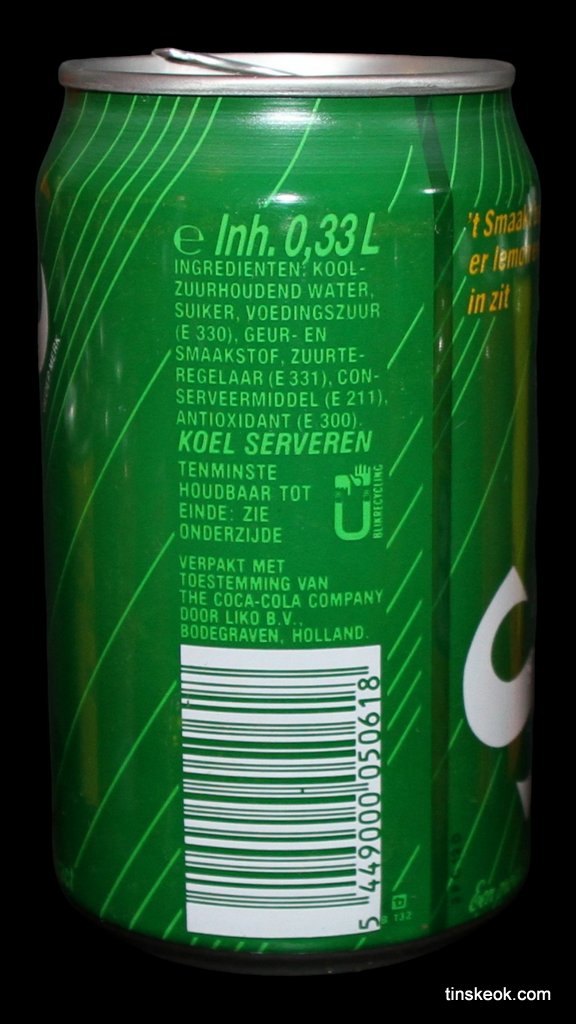 e Inh. 0,33 L
INGREDIENTEN: KOOL-
ZUURHOUDEND WATER,
SUIKER, VOEDINGSZUUR
(E 330), GEUR- EN
SMAAKSTOF, ZUURTE-
REGELAAR (E 331), CON-
SERVEERMIDDEL (E 211),
ANTIOXIDANT (E 300).
KOEL SERVEREN
TENMINSTE
HOUDBAAR TOT
EINDE: ZIE
ONDERZIJDE
BLIKRECYCLING
VERPAKT MET
TOESTEMMING VAN
THE COCA-COLA COMPANY
DOOR LIKO B.V.,
BODEGRAVEN, HOLLAND.
5 449000 050618
B 132
't Smaak
er lemo
in zit
tinskeok.com